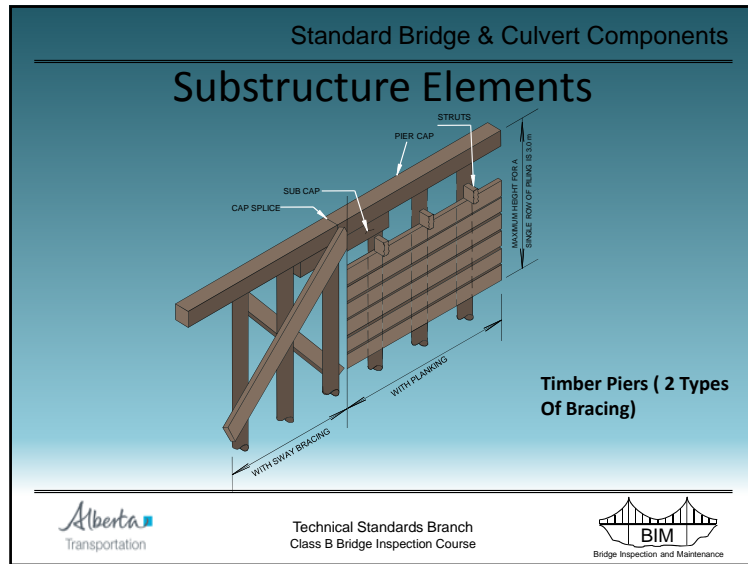 Standard Bridge & Culvert Components
Substructure Elements
STRUTS
PIER CAP
SUB CAP
CAP SPLICE
MAXIMUM HEIGHT FOR A
SINGLE ROW OF PILING IS 3.0 m
WITH PLANKING
WITH SWAY BRACING
Timber Piers ( 2 Types
Of Bracing)
Alberta
Transportation
Technical Standards Branch
Class B Bridge Inspection Course
BIM
Bridge Inspection and Maintenance